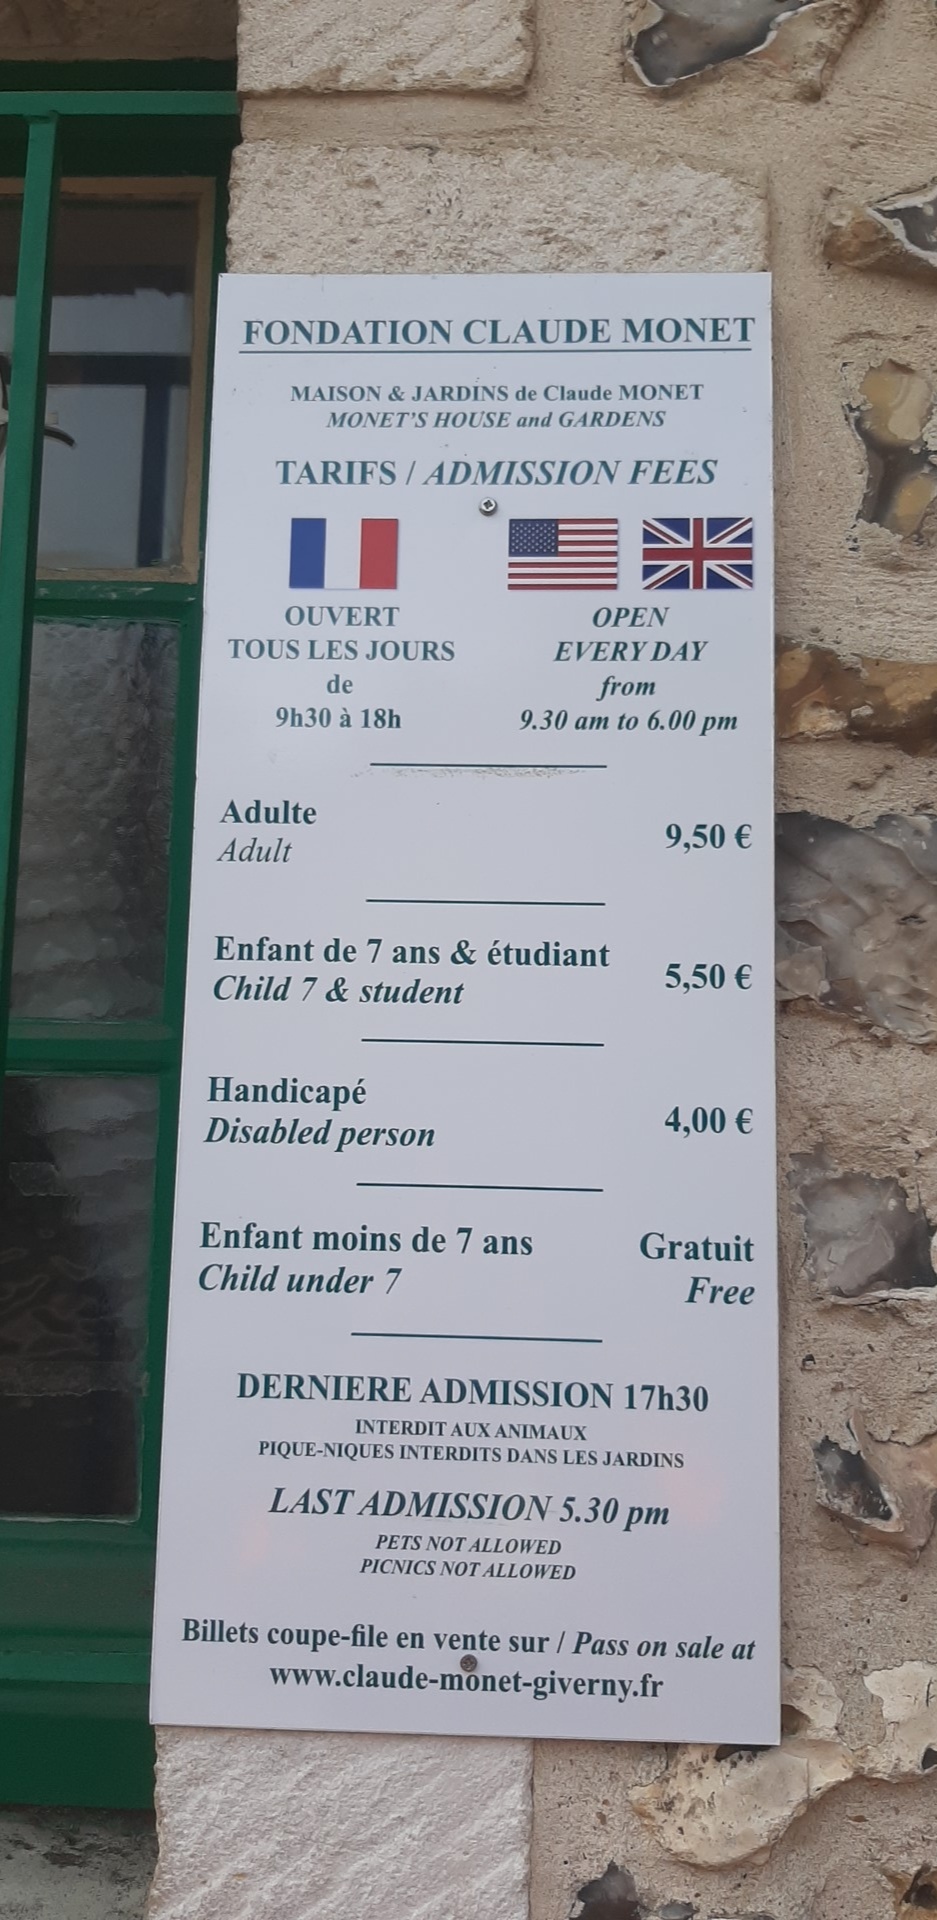 FONDATION CLAUDE MONET
MAISON & JARDINS de Claude MONET
MONET'S HOUSE and GARDENS
TARIFS / ADMISSION FEES
OUVERT
TOUS LES JOURS
de
9h30 à 18h
OPEN
EVERY DAY
from
9.30 am to 6.00 pm
Adulte
Adult
9,50 €
Enfant de 7 ans & étudiant
Child 7 & student
5,50 €
Handicapé
Disabled person
4,00 €
Enfant moins de 7 ans
Child under 7
Gratuit
Free
DERNIERE ADMISSION 17h30
INTERDIT AUX ANIMAUX
PIQUE-NIQUES INTERDITS DANS LES JARDINS
LAST ADMISSION 5.30 pm
PETS NOT ALLOWED
PICNICS NOT ALLOWED
Billets coupe-file en vente sur / Pass on sale at
www.claude-monet-giverny.fr